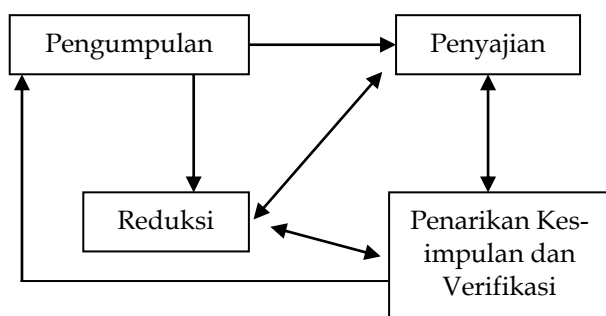 Pengumpulan
Penyajian
Reduksi
Penarikan Kes-
impulan dan
Verifikasi